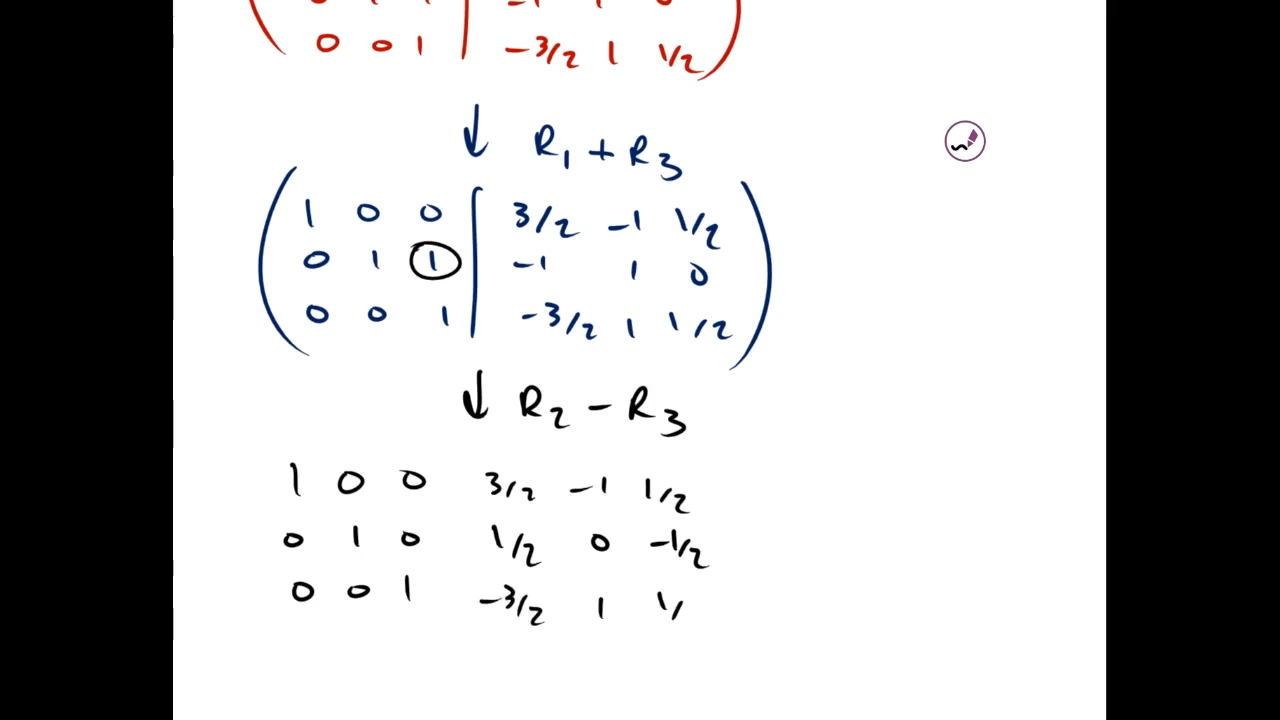 0 0 1 | -3/2 1 1/2
↓ R1 + R3
1 0 0 | 3/2 -1 1/2
0 1 1 | -1 1 0
0 0 1 | -3/2 1 1/2
↓ R2 - R3
1 0 0 3/2 -1 1/2
0 1 0 1/2 0 -1/2
0 0 1 -3/2 1 1/